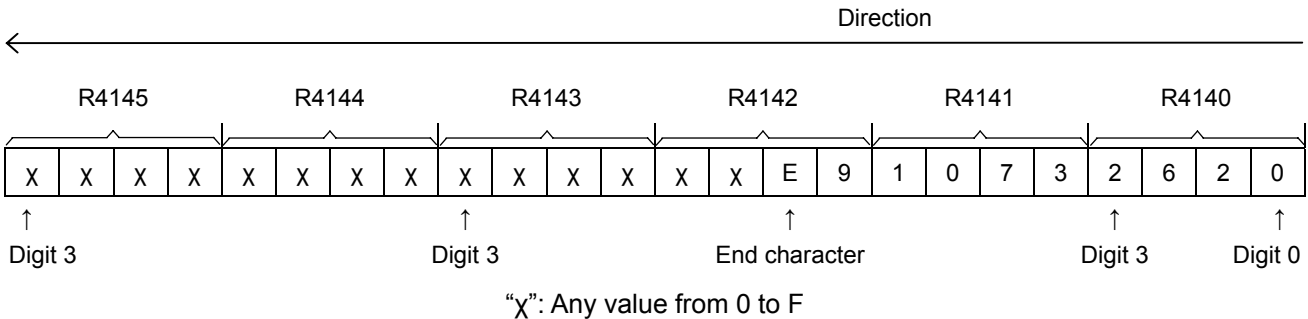 Direction
R4145 R4144 R4143 R4142 R4141 R4140
χ χ χ χ χ χ χ χ χ χ χ χ χ χ E 9 1 0 7 3 2 6 2 0
↑ ↑ ↑ ↑ ↑
Digit 3 Digit 3 End character Digit 3 Digit 0
“χ”: Any value from 0 to F